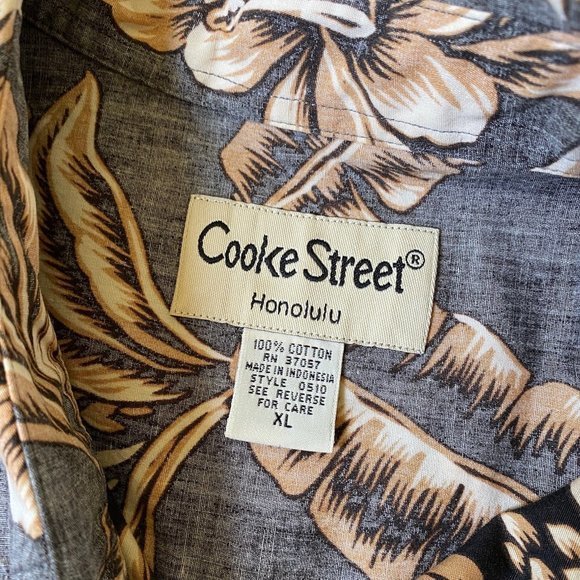 Cooke Street®
Honolulu
100% COTTON
RN 37057
MADE IN INDONESIA
STYLE 0510
SEE REVERSE
FOR CARE
XL